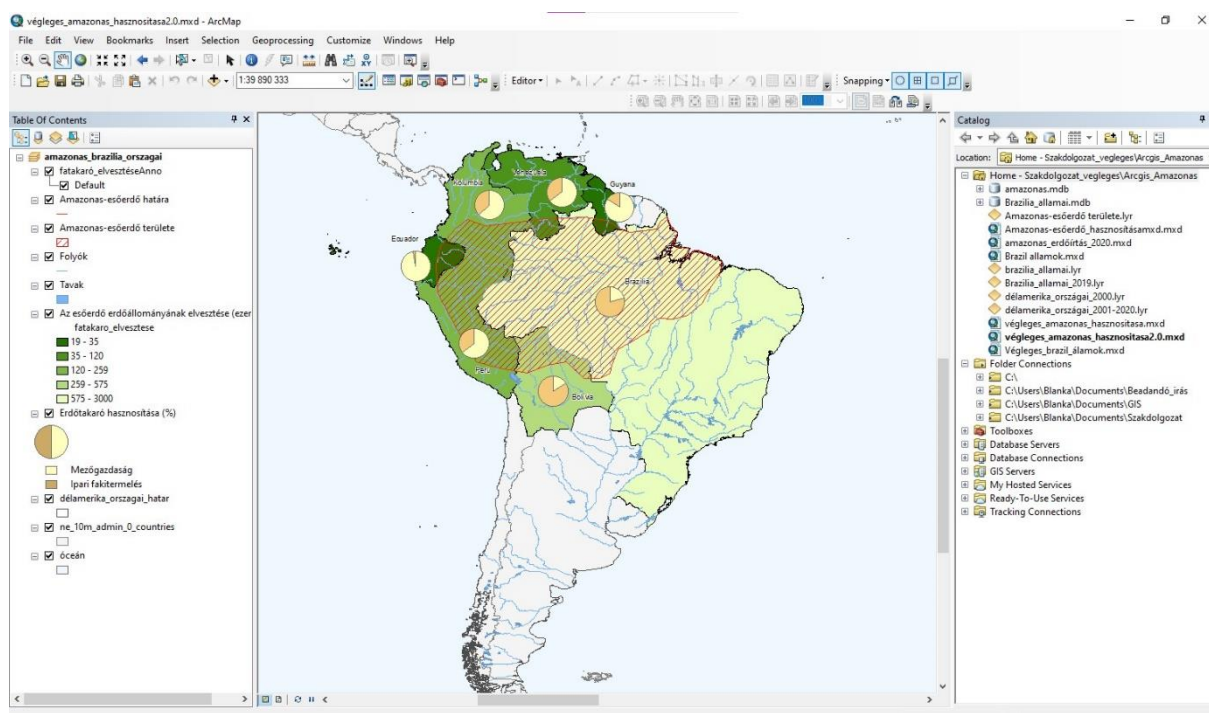 végleges_amazonas_hasznositasa2.0.mxd - ArcMap
File Edit View Bookmarks Insert Selection Geoprocessing Customize Windows Help
1:39 890 333
Editor
Snapping
Table Of Contents
amazonas_brazilia_orszagai
fatakaró_elvesztéseAnno
Default
Amazonas-esőerdő határa
Amazonas-esőerdő területe
Folyók
Tavak
Az esőerdő erdőállományának elvesztése (ezer
fatakaro_elvesztese
19 - 35
35 - 120
120 - 259
259 - 575
575 - 3000
Erdőtakaró hasznosítása (%)
Mezőgazdaság
Ipari fakitermelés
délamerika_orszagai_hatar
ne_10m_admin_0_countries
óceán
Kolumba
Venezuela
Guyana
Ecuador
Brazília
Peru
Bolívia
Catalog
Location: Home - Szakdolgozat_vegleges\Arcgis_Amazonas
Home - Szakdolgozat_vegleges\Arcgis_Amazonas
amazonas.mdb
Brazilia_allamai.mdb
Amazonas-esőerdő területe.lyr
Amazonas-esőerdő_hasznosításamxd.mxd
amazonas_erdőírtás_2020.mxd
Brazil allamok.mxd
brazilia_allamai.lyr
Brazilia_allamai_2019.lyr
délamerika_országai_2000.lyr
délamerika_országai_2001-2020.lyr
végleges_amazonas_hasznositasa.mxd
végleges_amazonas_hasznositasa2.0.mxd
Végleges_brazil_álamok.mxd
Folder Connections
C:\
C:\Users\Blanka\Documents\Beadandó_írás
C:\Users\Blanka\Documents\GIS
C:\Users\Blanka\Documents\Szakdolgozat
Toolboxes
Database Servers
Database Connections
GIS Servers
My Hosted Services
Ready-To-Use Services
Tracking Connections